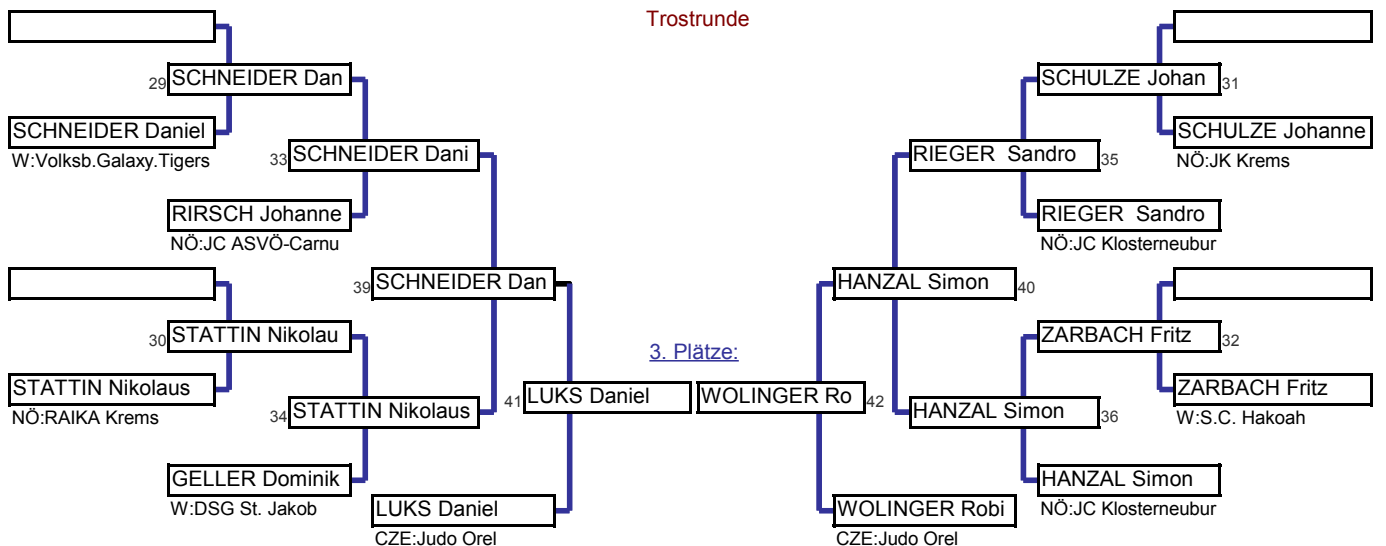 Trostrunde
29 SCHNEIDER Dan
SCHNEIDER Daniel
W:Volksb.Galaxy.Tigers
33 SCHNEIDER Dani
RIRSCH Johanne
NÖ:JC ASVÖ-Carnu
39 SCHNEIDER Dan
30 STATTIN Nikolau
STATTIN Nikolaus
NÖ:RAIKA Krems
34 STATTIN Nikolaus
GELLER Dominik
W:DSG St. Jakob
41 LUKS Daniel
LUKS Daniel
CZE:Judo Orel
3. Plätze:
SCHULZE Johan 31
SCHULZE Johanne
NÖ:JK Krems
RIEGER  Sandro 35
RIEGER  Sandro
NÖ:JC Klosterneubur
HANZAL Simon 40
ZARBACH Fritz 32
ZARBACH Fritz
W:S.C. Hakoah
HANZAL Simon 36
HANZAL Simon
NÖ:JC Klosterneubur
WOLINGER Ro 42
WOLINGER Robi
CZE:Judo Orel